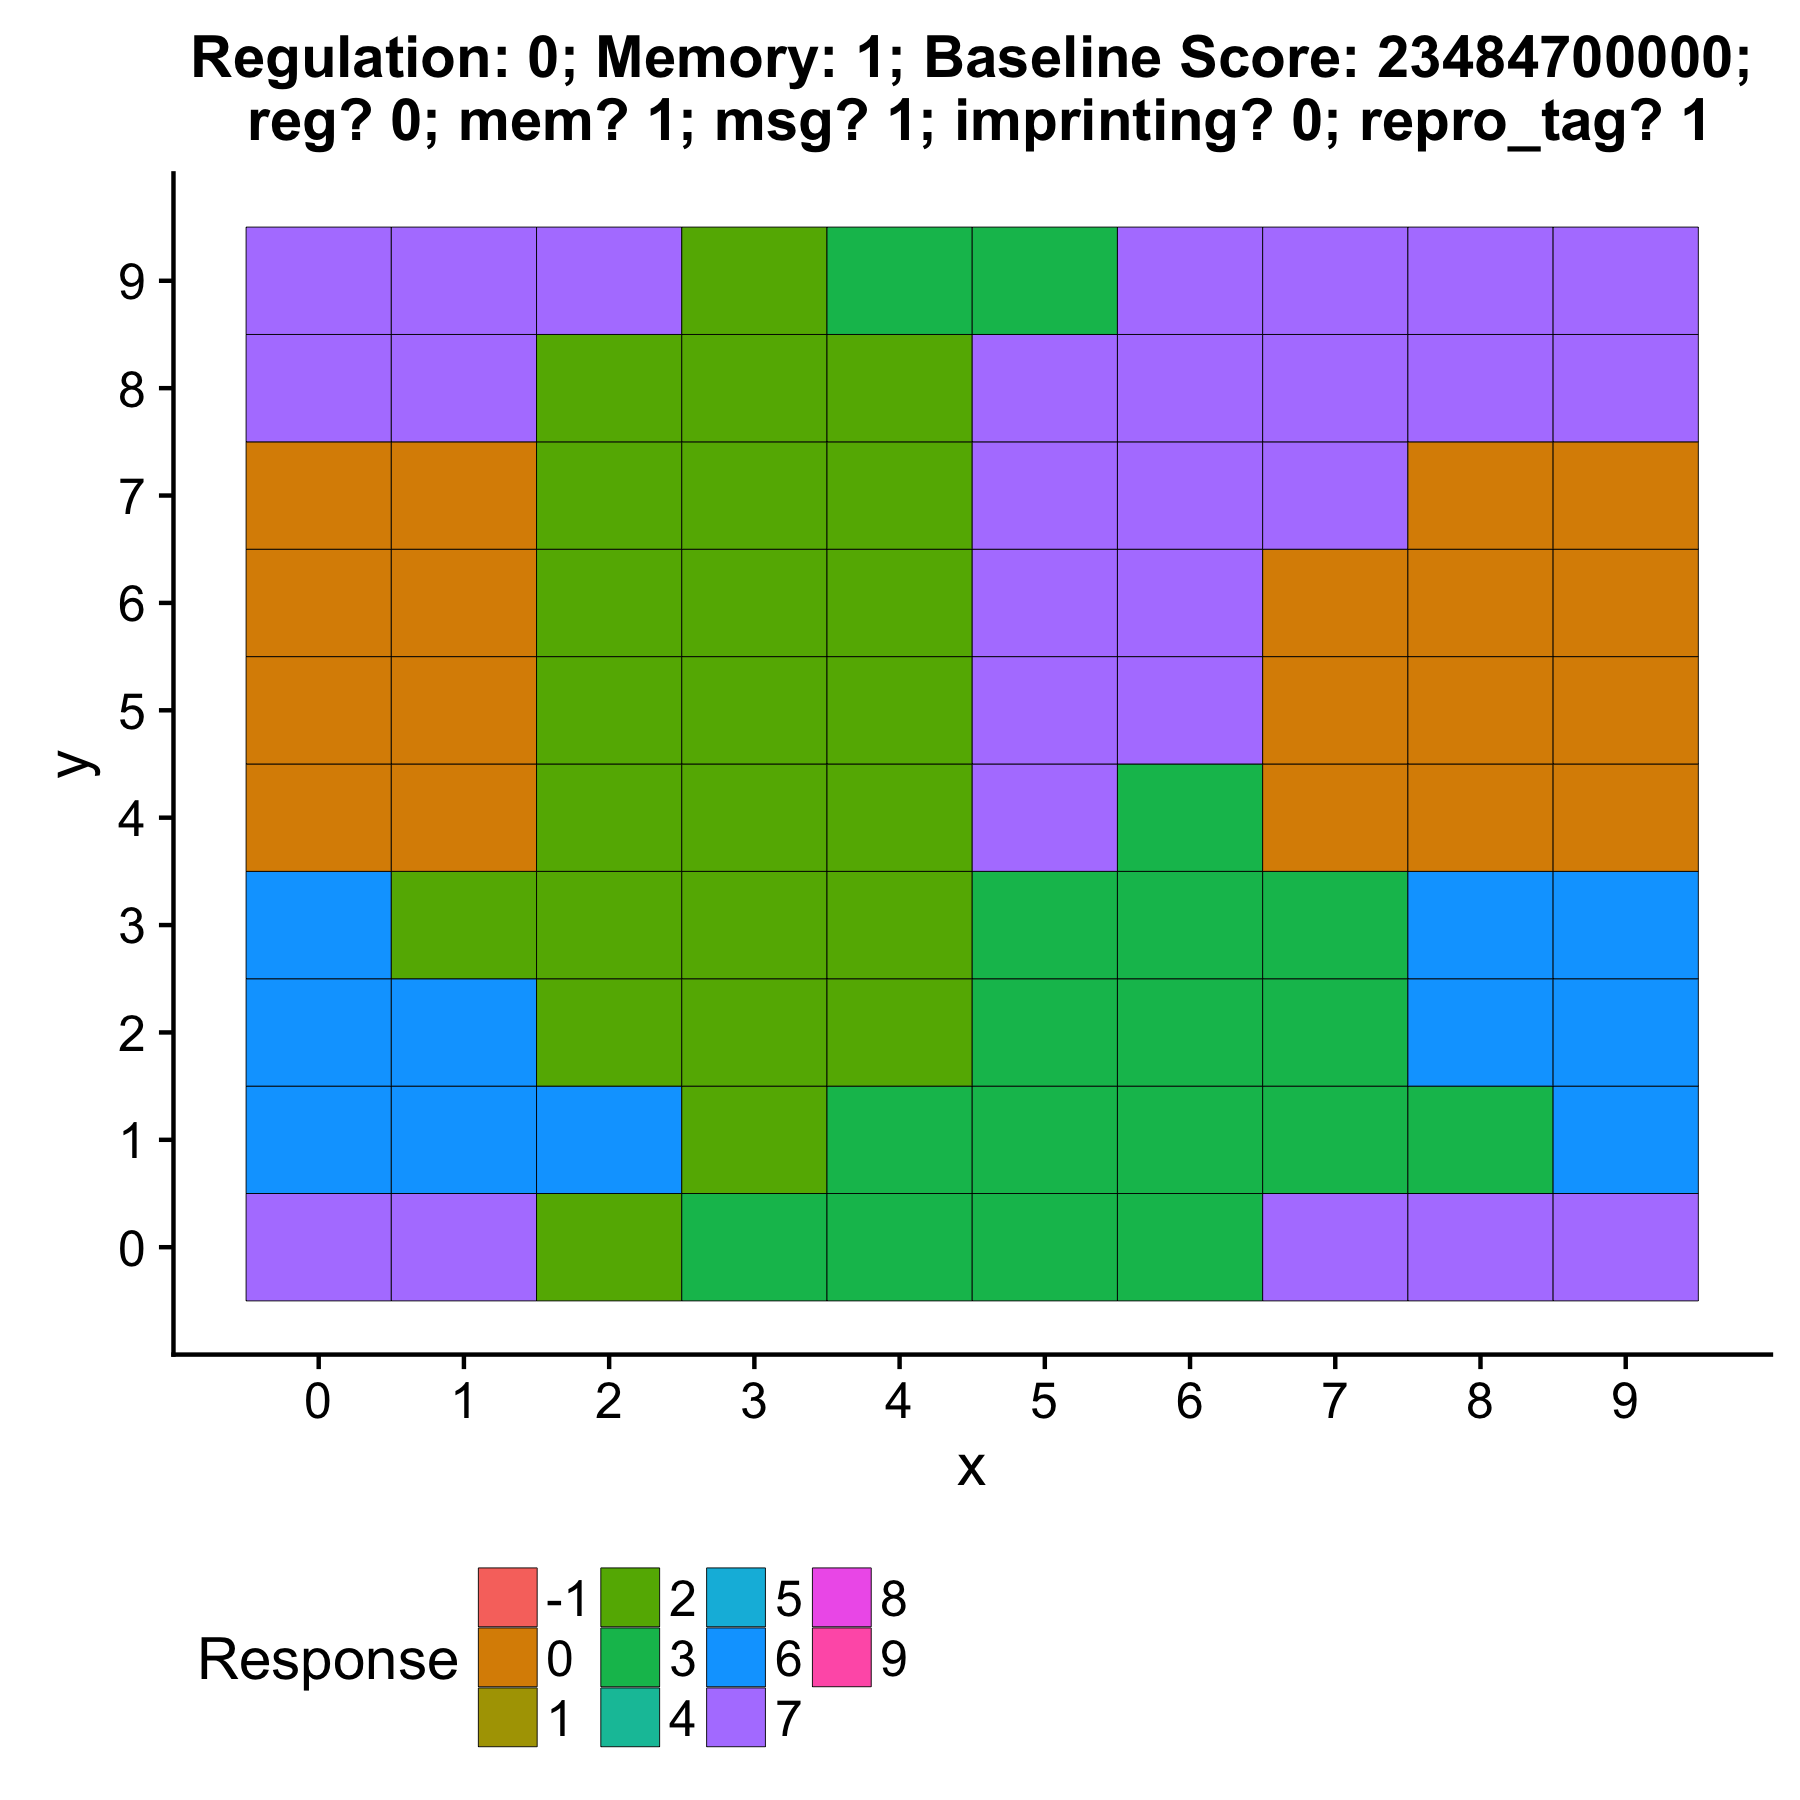 Regulation: 0; Memory: 1; Baseline Score: 23484700000;
reg? 0; mem? 1; msg? 1; imprinting? 0; repro_tag? 1
9
8
7
6
5
4
3
2
1
0
y
0 1 2 3 4 5 6 7 8 9
x
Response
-1 2 5 8
0 3 6 9
1 4 7